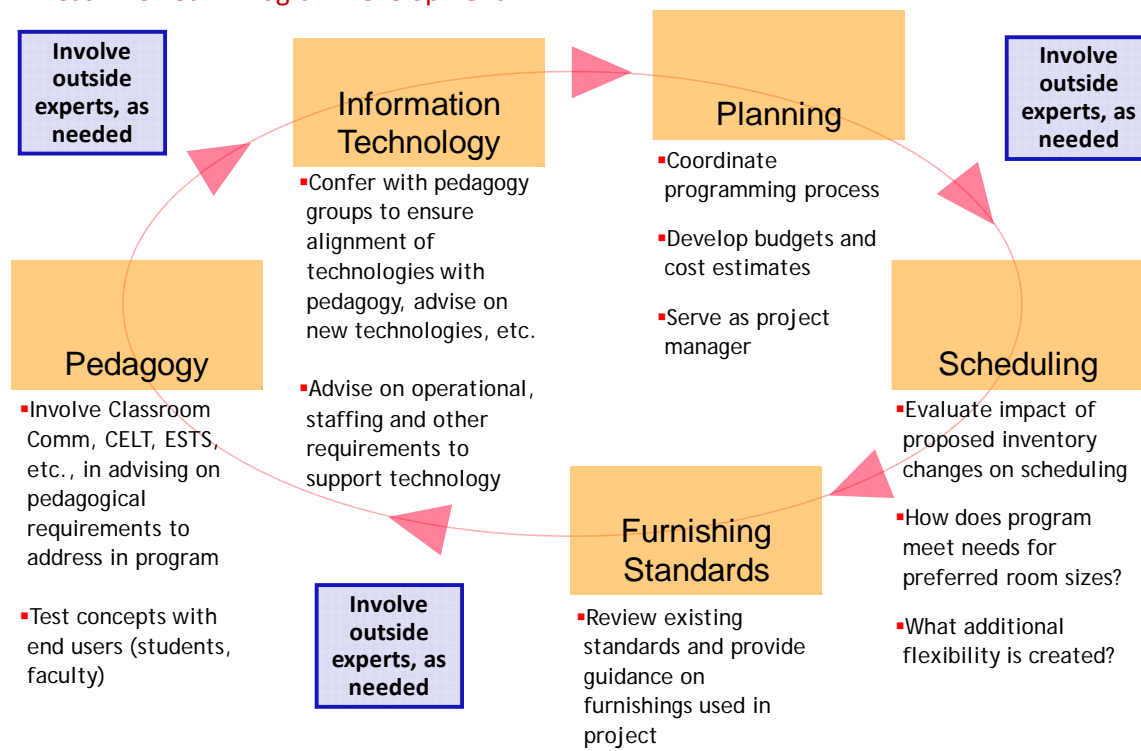 Involve
outside
experts, as
needed
Information
Technology
▪Confer with pedagogy
groups to ensure
alignment of
technologies with
pedagogy, advise on
new technologies, etc.
▪Advise on operational,
staffing and other
requirements to
support technology
Planning
▪Coordinate
programming process
▪Develop budgets and
cost estimates
▪Serve as project
manager
Involve
outside
experts, as
needed
Pedagogy
▪Involve Classroom
Comm, CELT, ESTS,
etc., in advising on
pedagogical
requirements to
address in program
▪Test concepts with
end users (students,
faculty)
Scheduling
▪Evaluate impact of
proposed inventory
changes on scheduling
▪How does program
meet needs for
preferred room sizes?
▪What additional
flexibility is created?
Involve
outside
experts, as
needed
Furnishing
Standards
▪Review existing
standards and provide
guidance on
furnishings used in
project